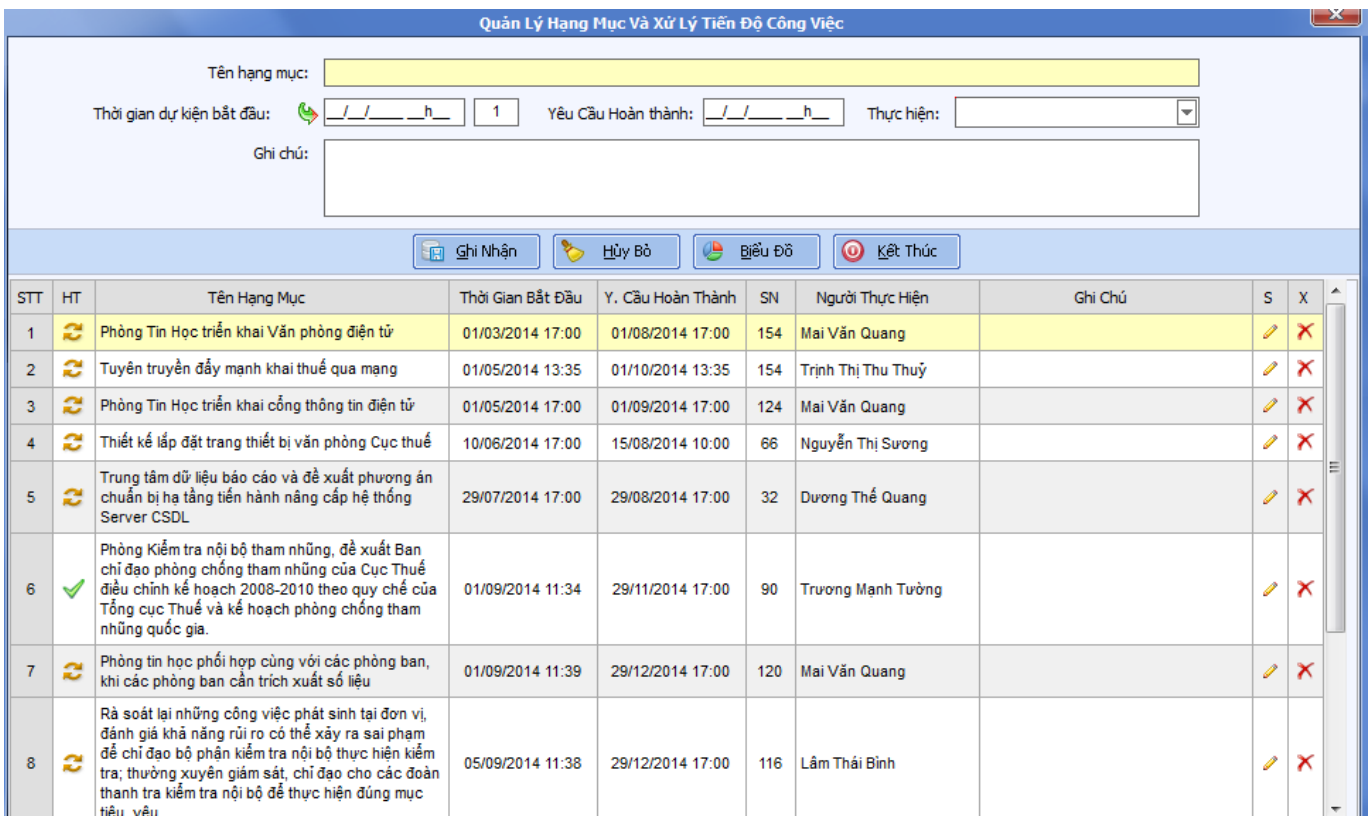 Quản Lý Hạng Mục Và Xử Lý Tiến Độ Công Việc
Tên hạng mục:
Thời gian dự kiến bắt đầu: __/__/____ __h__ 1 Yêu Cầu Hoàn thành: __/__/____ __h__ Thực hiện:
Ghi chú:
Ghi Nhận Hủy Bỏ Biểu Đồ Kết Thúc
STT HT Tên Hạng Mục Thời Gian Bắt Đầu Y. Cầu Hoàn Thành SN Người Thực Hiện Ghi Chú S X
1 Phòng Tin Học triển khai Văn phòng điện tử 01/03/2014 17:00 01/08/2014 17:00 154 Mai Văn Quang
2 Tuyên truyền đẩy mạnh khai thuế qua mạng 01/05/2014 13:35 01/10/2014 13:35 154 Trịnh Thị Thu Thuỷ
3 Phòng Tin Học triển khai cổng thông tin điện tử 01/05/2014 17:00 01/09/2014 17:00 124 Mai Văn Quang
4 Thiết kế lắp đặt trang thiết bị văn phòng Cục thuế 10/06/2014 17:00 15/08/2014 10:00 66 Nguyễn Thị Sương
Trung tâm dữ liệu báo cáo và đề xuất phương án
5 chuẩn bị hạ tầng tiến hành nâng cấp hệ thống 29/07/2014 17:00 29/08/2014 17:00 32 Dương Thế Quang
Server CSDL
Phòng Kiểm tra nội bộ tham nhũng, đề xuất Ban
chỉ đạo phòng chống tham nhũng của Cục Thuế
6 điều chỉnh kế hoạch 2008-2010 theo quy chế của 01/09/2014 11:34 29/11/2014 17:00 90 Trương Mạnh Tường
Tổng cục Thuế và kế hoạch phòng chống tham
nhũng quốc gia.
Phòng tin học phối hợp cùng với các phòng ban,
7 khi các phòng ban cần trích xuất số liệu 01/09/2014 11:39 29/12/2014 17:00 120 Mai Văn Quang
Rà soát lại những công việc phát sinh tại đơn vị,
đánh giá khả năng rủi ro có thể xảy ra sai phạm
để chỉ đạo bộ phận kiểm tra nội bộ thực hiện kiểm
8 tra; thường xuyên giám sát, chỉ đạo cho các đoàn 05/09/2014 11:38 29/12/2014 17:00 116 Lâm Thái Bình
thanh tra kiểm tra nội bộ để thực hiện đúng mục
tiêu, yêu